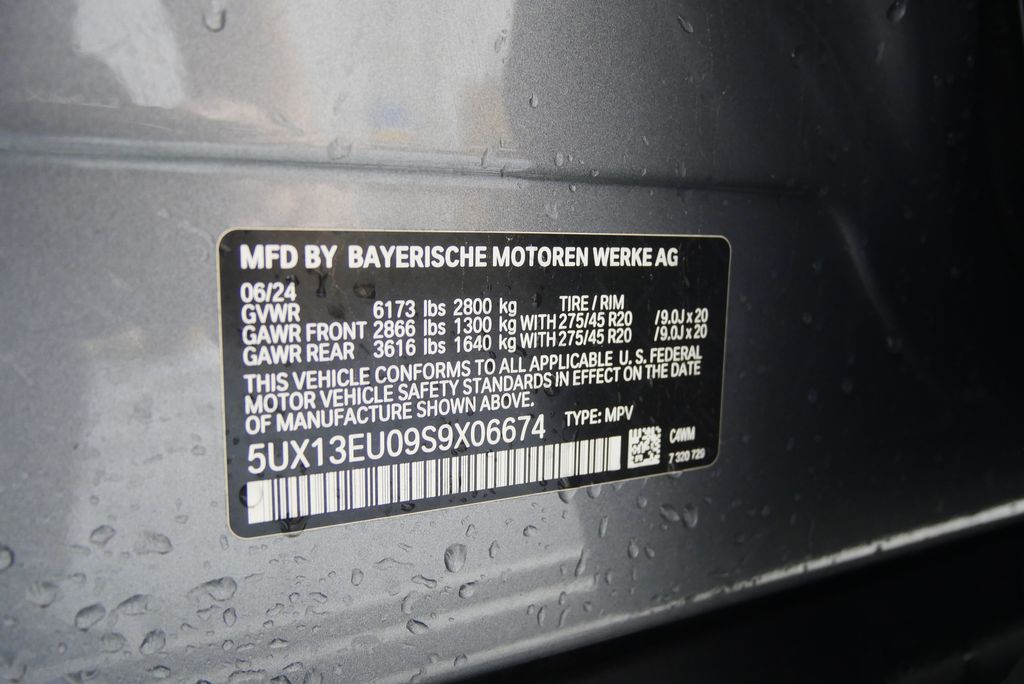 MFD BY BAYERISCHE MOTOREN WERKE AG
06/24
GVWR 6173 lbs 2800 kg TIRE / RIM
GAWR FRONT 2866 lbs 1300 kg WITH 275/45 R20 /9.0J x 20
GAWR REAR 3616 lbs 1640 kg WITH 275/45 R20 /9.0J x 20
THIS VEHICLE CONFORMS TO ALL APPLICABLE U.S. FEDERAL
MOTOR VEHICLE SAFETY STANDARDS IN EFFECT ON THE DATE
OF MANUFACTURE SHOWN ABOVE.
5UX13EU09S9X06674 TYPE: MPV
C4WM
7 320 729